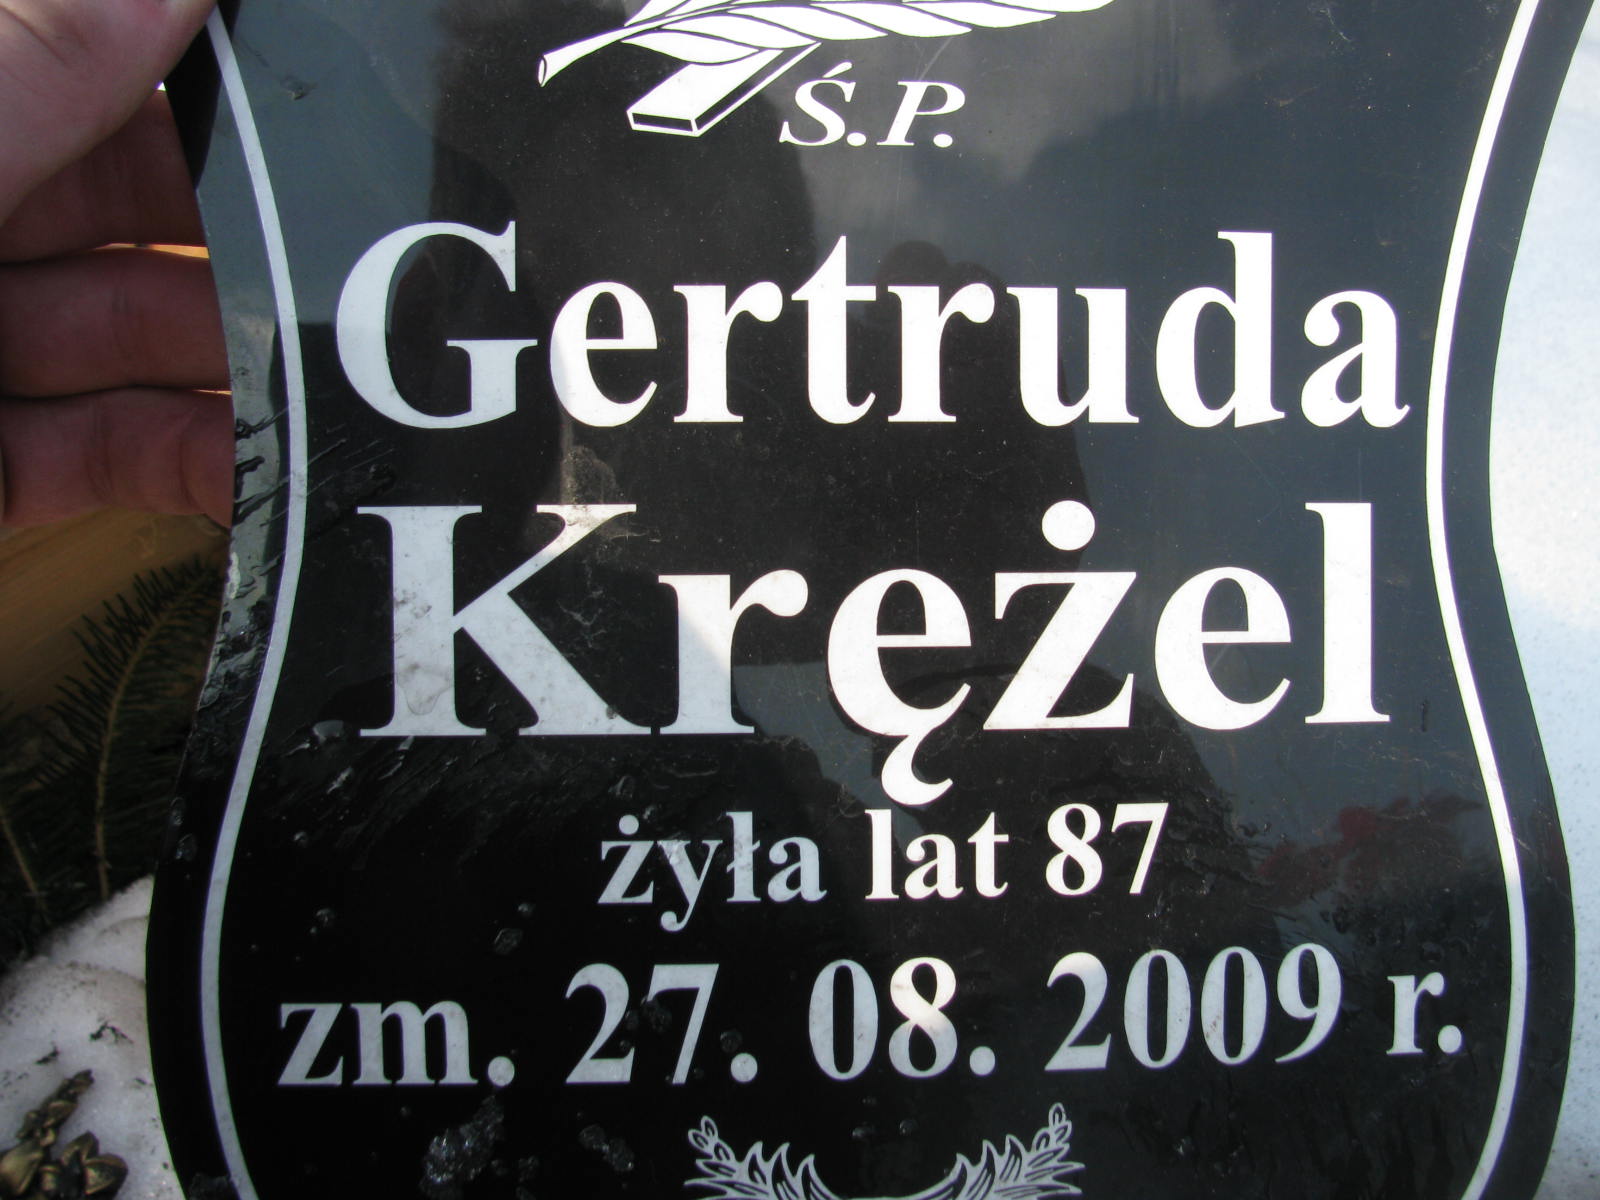 Ś.P.
Gertruda
Krężel
żyła lat 87
zm. 27. 08. 2009 r.